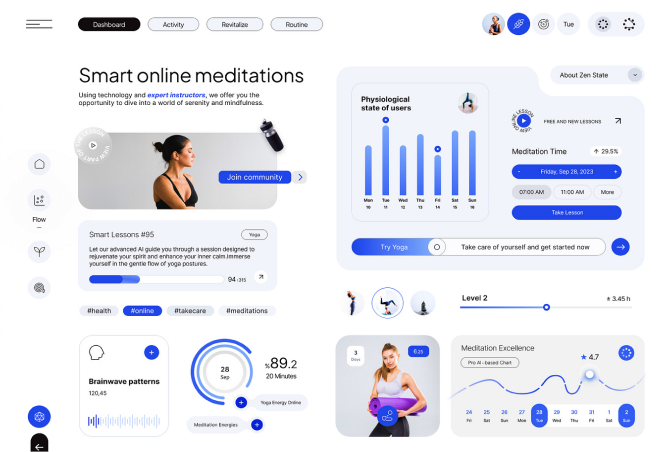 Dashboard
Activity
Revitalize
Routine
Tue
Smart online meditations
Using technology and expert instructors, we offer you the
opportunity to dive into a world of serenity and mindfulness.
Join community
Flow
Smart Lessons #95
Yoga
Let our advanced AI guide you through a session designed to
rejuvenate your spirit and enhance your inner calm.Immerse
yourself in the gentle flow of yoga postures.
94 /315
#health
#online
#takecare
#meditations
Brainwave patterns
120,45
28
Sep
%89.2
20 Minutes
Yoga Energy Online
Meditation Energies
About Zen State
Physiological
state of users
Mon Tue Wed Thu Fri Sat Sun
10 11 12 13 14 15 16
VIEW ONLINE LESSON
FREE AND NEW LESSONS
Meditation Time
↑ 29.5%
- Friday, Sep 28, 2023 +
07:00 AM
11:00 AM
More
Take Lesson
Try Yoga
Take care of yourself and get started now
Level 2
± 3.45 h
3
Days
Meditation Excellence
Pro AI -based Chart
★ 4.7
24 25 26 27 28 29 30 31 1 2
Fri Sun Sun Mon Tue Wed Thu Fri Sat Sun